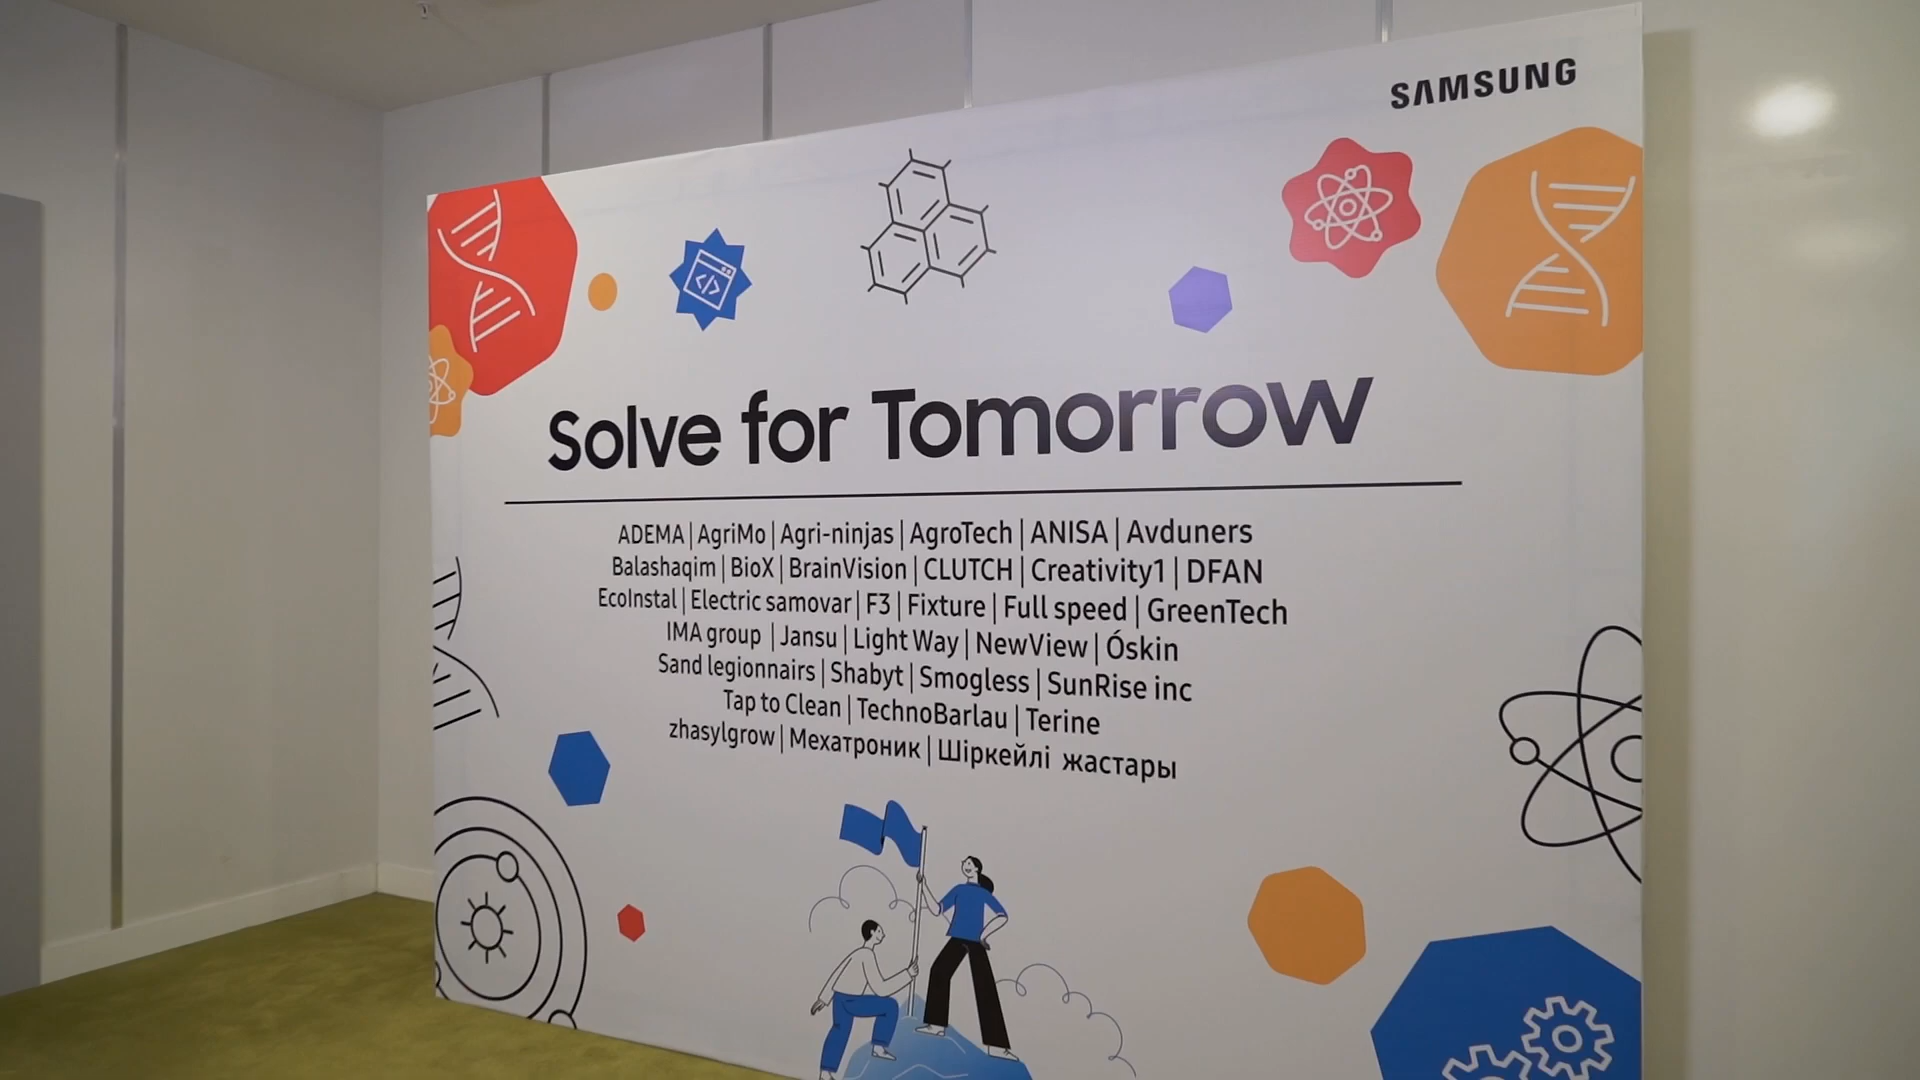 SAMSUNG
Solve for Tomorrow
ADEMA | AgriMo | Agri-ninjas | AgroTech | ANISA | Avduners
Balashaqim | BioX | BrainVision | CLUTCH | Creativity1 | DFAN
EcoInstal | Electric samovar | F3 | Fixture | Full speed | GreenTech
IMA group | Jansu | Light Way | NewView | Óskin
Sand legionnairs | Shabyt | Smogless | SunRise inc
Tap to Clean | TechnoBarlau | Terine
zhasylgrow | Мехатроник | Шіркейлі жастары